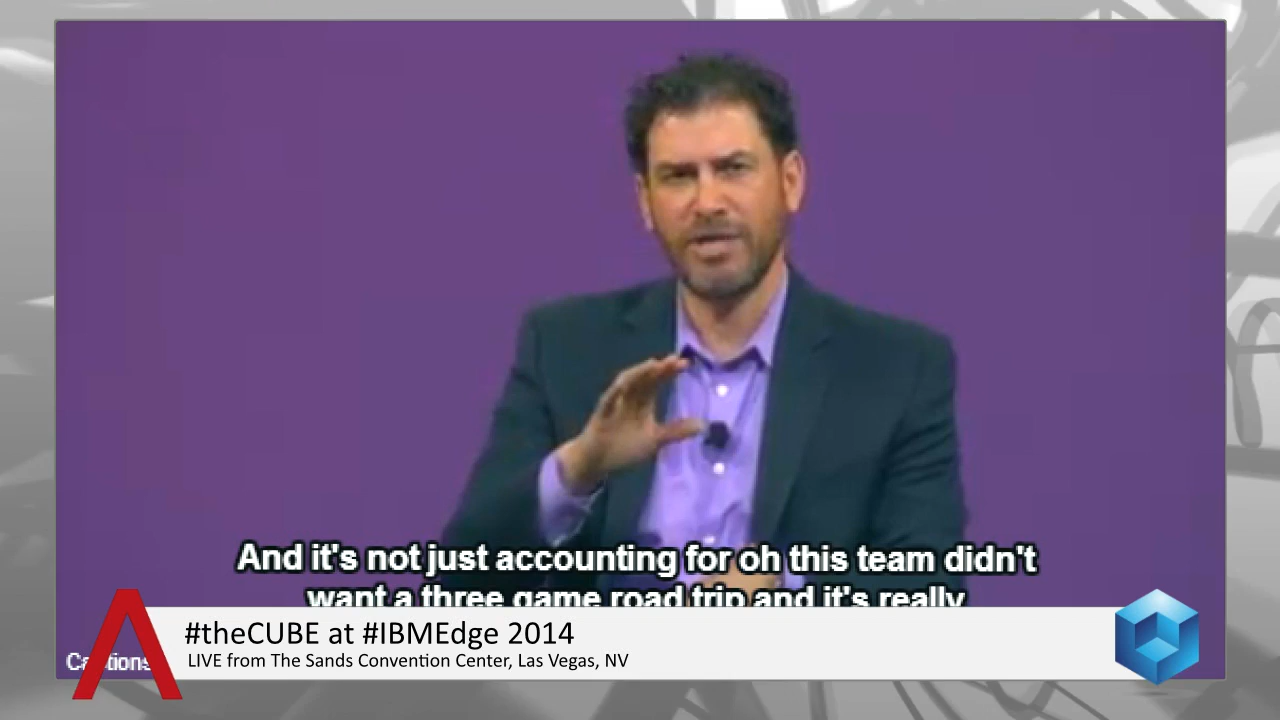 And it's not just accounting for oh this team didn't
want a three game road trip and it's really
#theCUBE at #IBMEdge 2014
LIVE from The Sands Convention Center, Las Vegas, NV
Captions